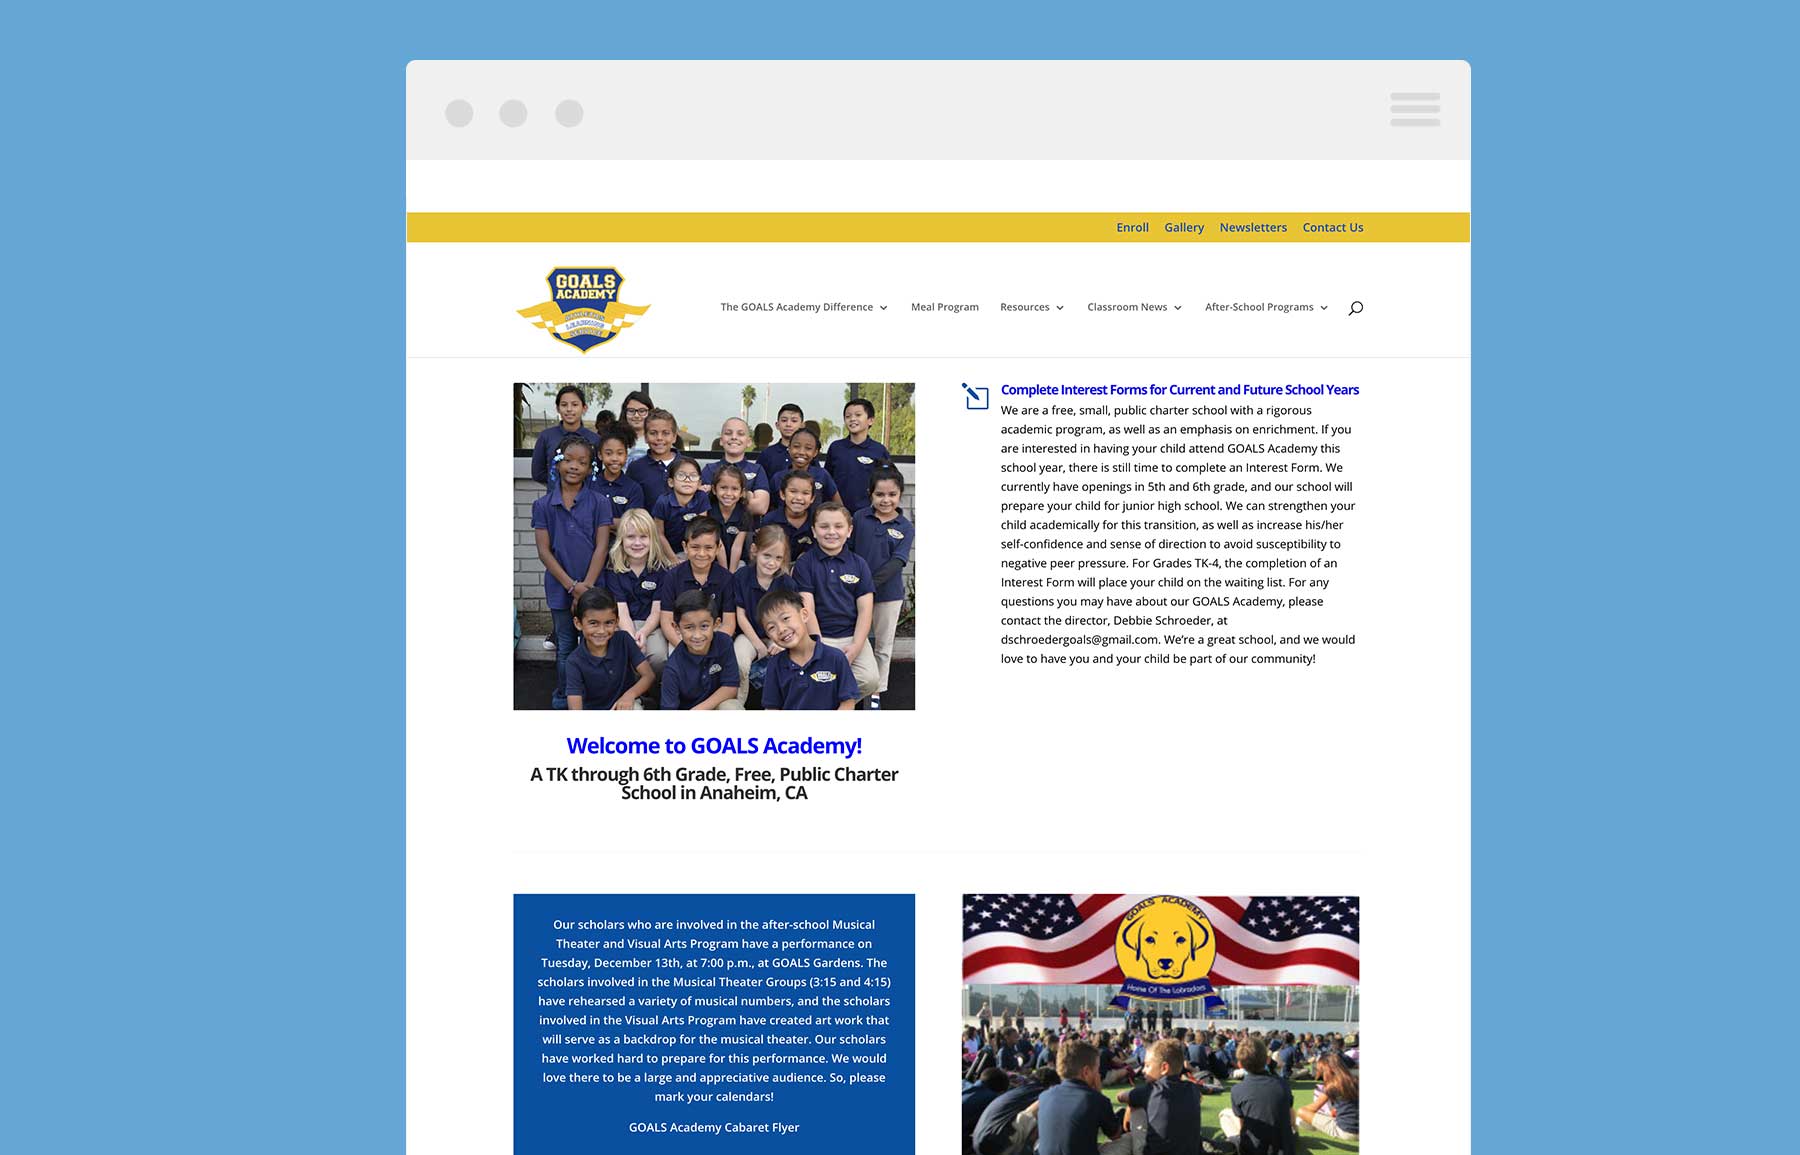 Enroll Gallery Newsletters Contact Us
GOALS
ACADEMY
ATHLETICS
LEARNING
SERVICE
The GOALS Academy Difference Meal Program Resources Classroom News After-School Programs
Complete Interest Forms for Current and Future School Years
We are a free, small, public charter school with a rigorous
academic program, as well as an emphasis on enrichment. If you
are interested in having your child attend GOALS Academy this
school year, there is still time to complete an Interest Form. We
currently have openings in 5th and 6th grade, and our school will
prepare your child for junior high school. We can strengthen your
child academically for this transition, as well as increase his/her
self-confidence and sense of direction to avoid susceptibility to
negative peer pressure. For Grades TK-4, the completion of an
Interest Form will place your child on the waiting list. For any
questions you may have about our GOALS Academy, please
contact the director, Debbie Schroeder, at
dschroedergoals@gmail.com. We’re a great school, and we would
love to have you and your child be part of our community!
Welcome to GOALS Academy!
A TK through 6th Grade, Free, Public Charter
School in Anaheim, CA
Our scholars who are involved in the after-school Musical
Theater and Visual Arts Program have a performance on
Tuesday, December 13th, at 7:00 p.m., at GOALS Gardens. The
scholars involved in the Musical Theater Groups (3:15 and 4:15)
have rehearsed a variety of musical numbers, and the scholars
involved in the Visual Arts Program have created art work that
will serve as a backdrop for the musical theater. Our scholars
have worked hard to prepare for this performance. We would
love there to be a large and appreciative audience. So, please
mark your calendars!
GOALS Academy Cabaret Flyer
GOALS ACADEMY
Home Of The Labradors